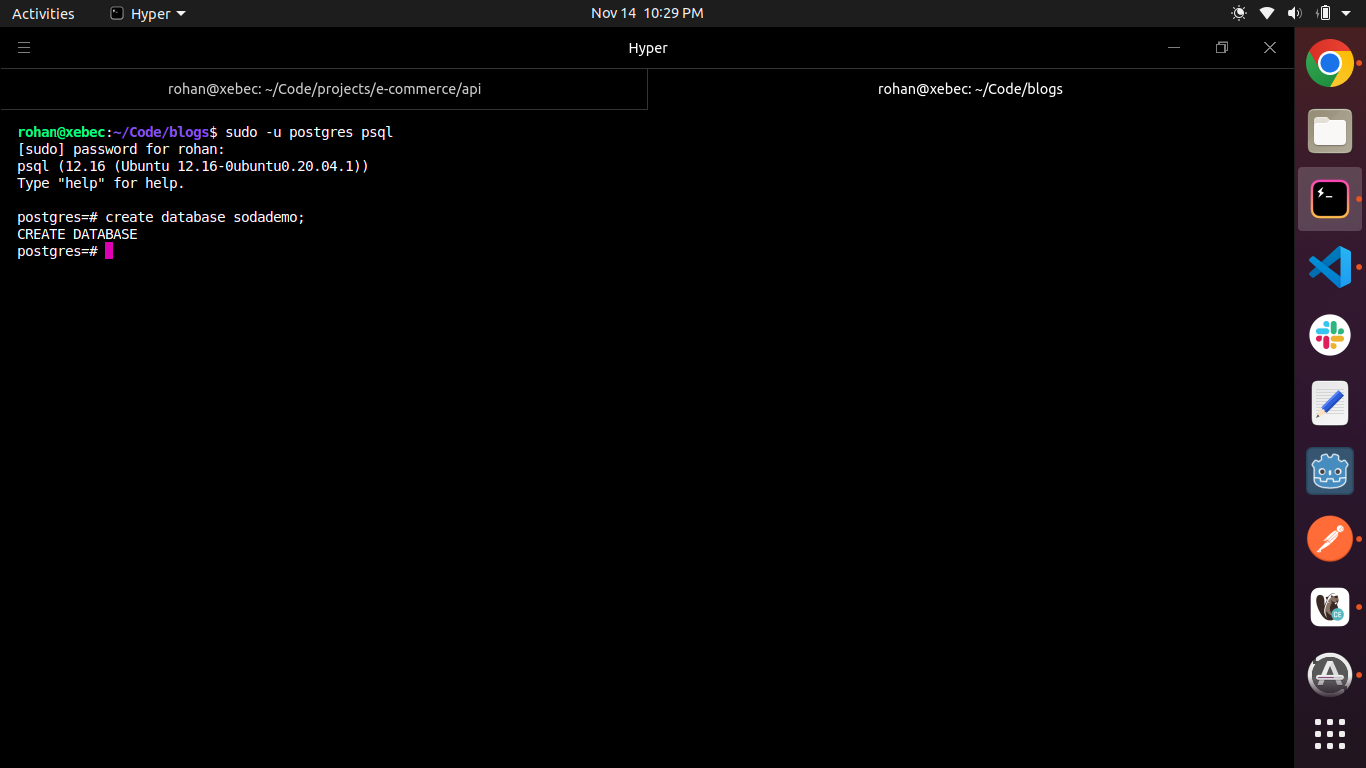 Activities
Hyper
Nov 14 10:29 PM
Hyper
rohan@xebec: ~/Code/projects/e-commerce/api
rohan@xebec: ~/Code/blogs
rohan@xebec:~/Code/blogs$ sudo -u postgres psql
[sudo] password for rohan:
psql (12.16 (Ubuntu 12.16-0ubuntu0.20.04.1))
Type "help" for help.
postgres=# create database sodademo;
CREATE DATABASE
postgres=#
CE